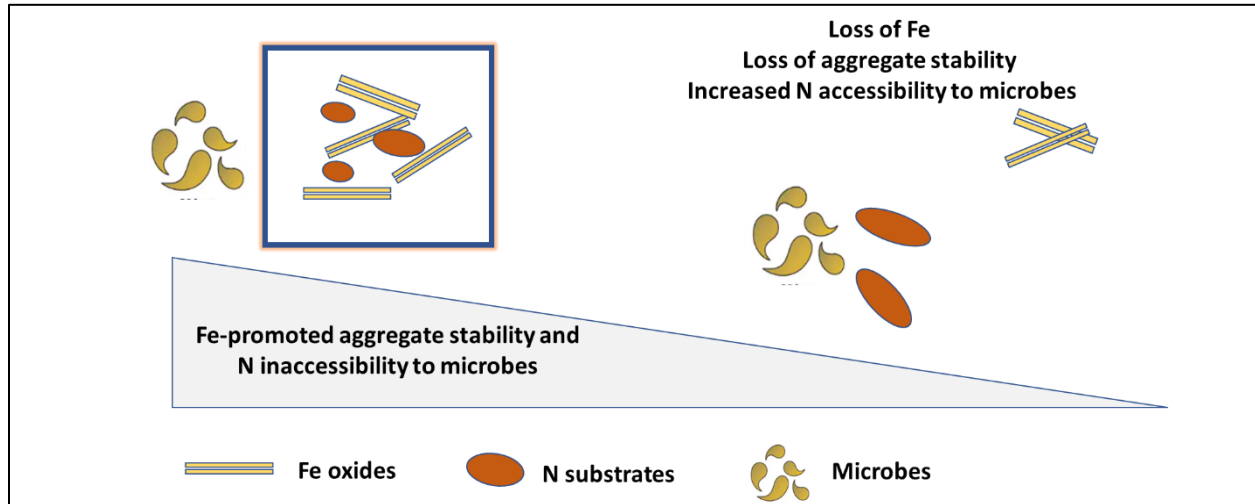 Loss of Fe
Loss of aggregate stability
Increased N accessibility to microbes
Fe-promoted aggregate stability and
N inaccessibility to microbes
Fe oxides
N substrates
Microbes